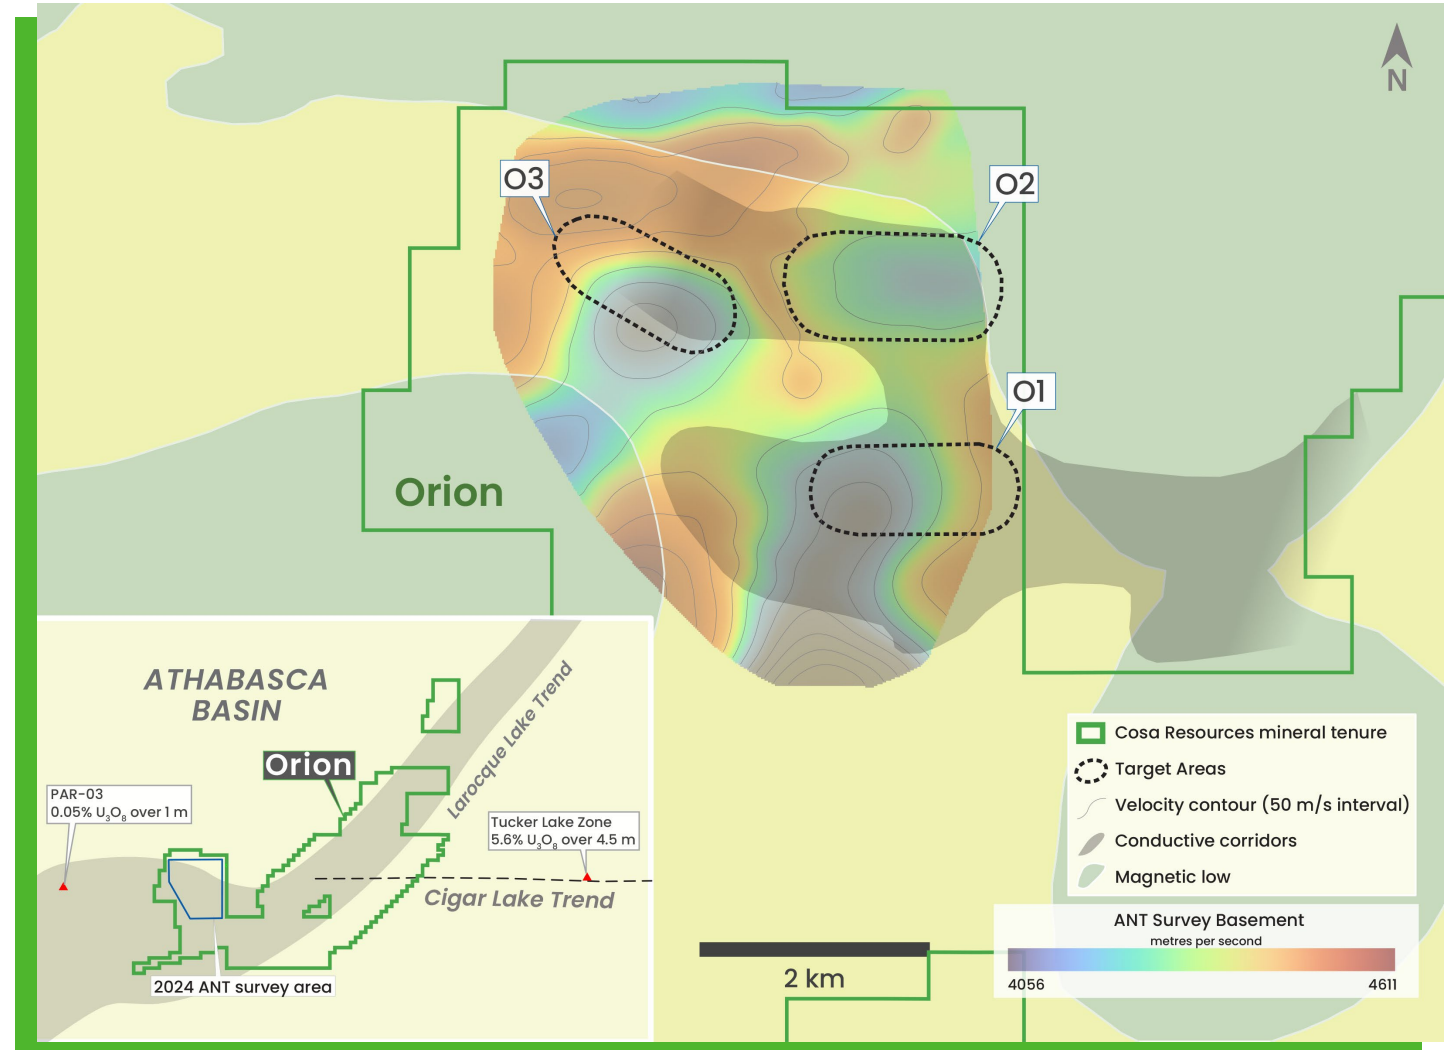 N
O3
O2
O1
Orion
ATHABASCA
BASIN
Orion
Larocque Lake Trend
PAR-03
0.05% U₃O₈ over 1 m
Tucker Lake Zone
5.6% U₃O₈ over 4.5 m
Cigar Lake Trend
2024 ANT survey area
2 km
Cosa Resources mineral tenure
Target Areas
Velocity contour (50 m/s interval)
Conductive corridors
Magnetic low
ANT Survey Basement
metres per second
4056 4611